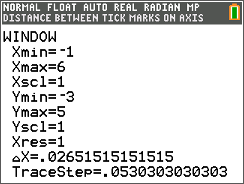 NORMAL FLOAT AUTO REAL RADIAN MP
DISTANCE BETWEEN TICK MARKS ON AXIS
WINDOW
Xmin=-1
Xmax=6
Xscl=1
Ymin=-3
Ymax=5
Yscl=1
Xres=1
△X=.02651515151515
TraceStep=.0530303030303